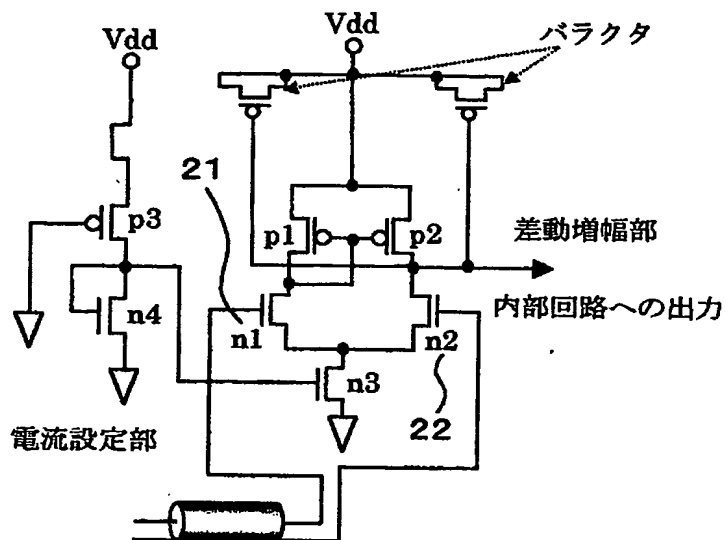 Vdd
Vdd
バラクタ
21
p3
p1
p2
差動増幅部
n4
n1
n2
内部回路への出力
n3
22
電流設定部